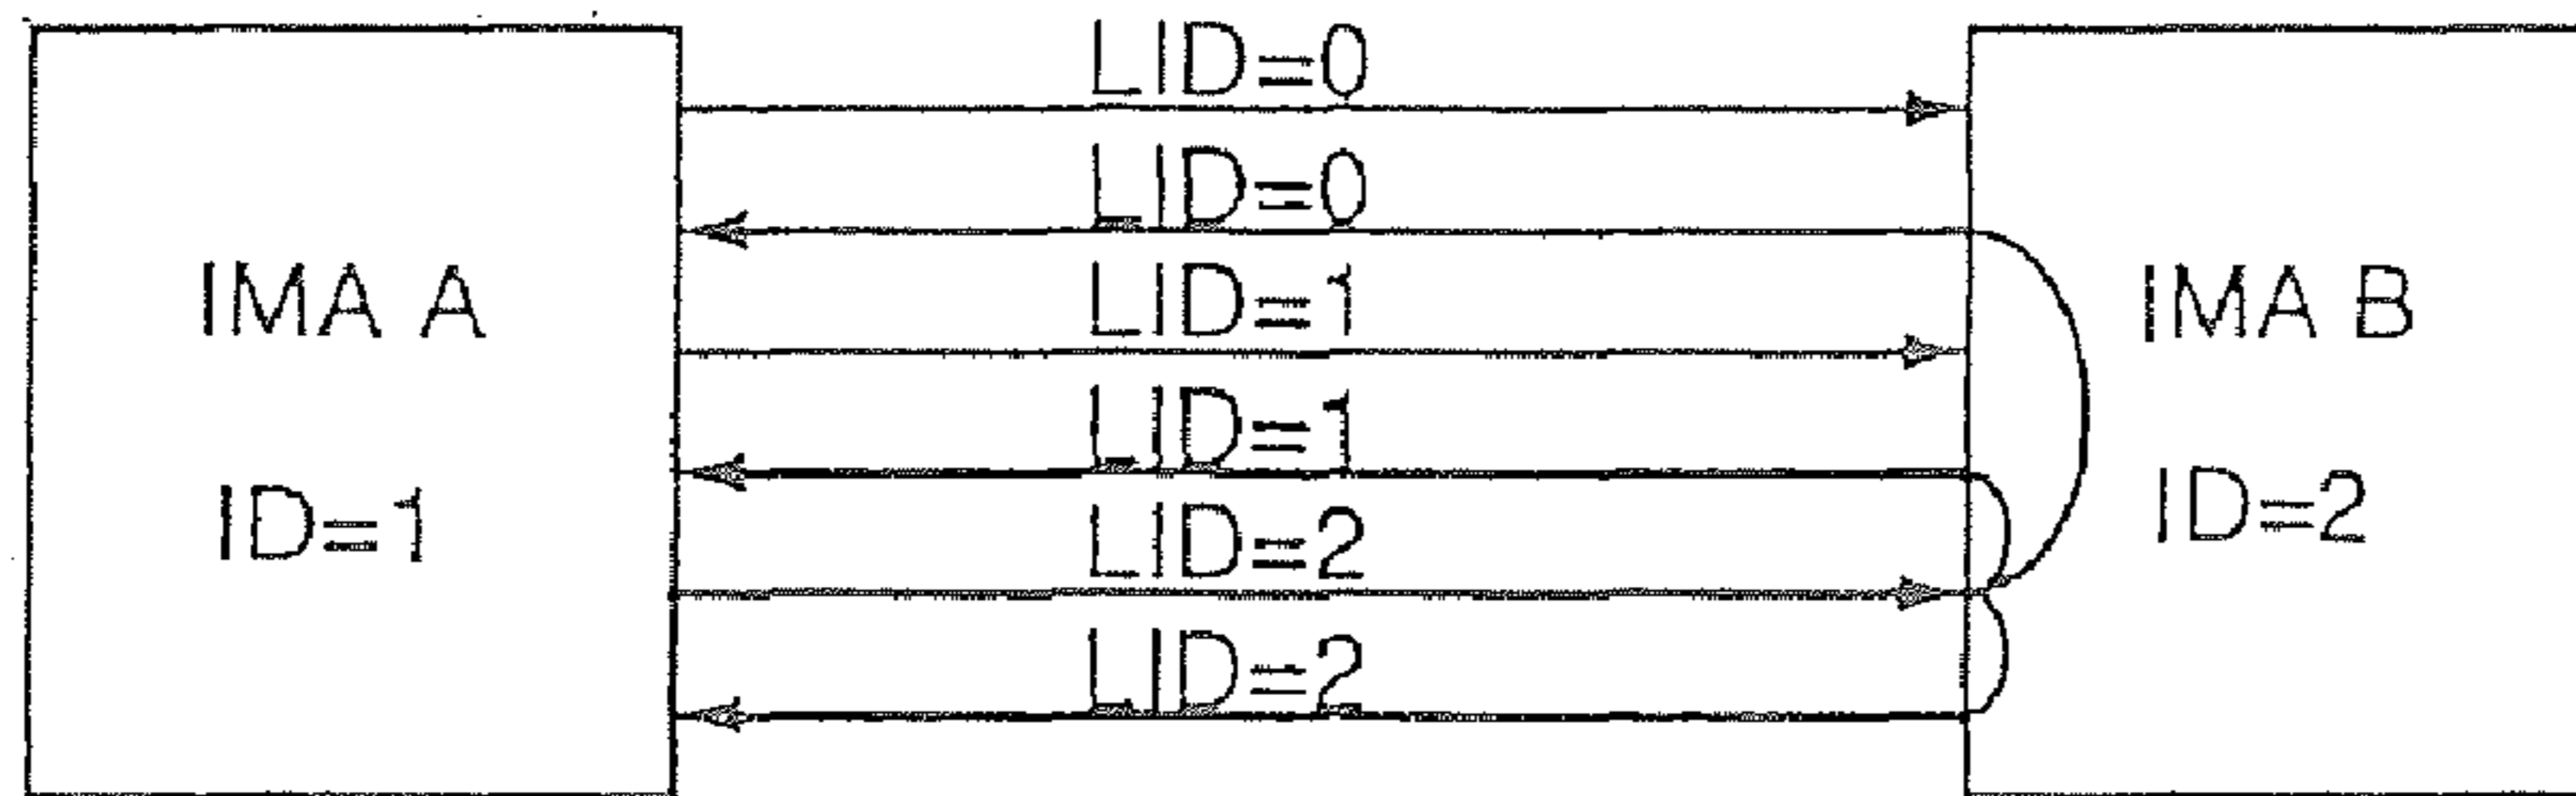 LID=0
LID=0
LID=1
LID=1
LID=2
LID=2
IMA A
ID=1
IMA B
ID=2